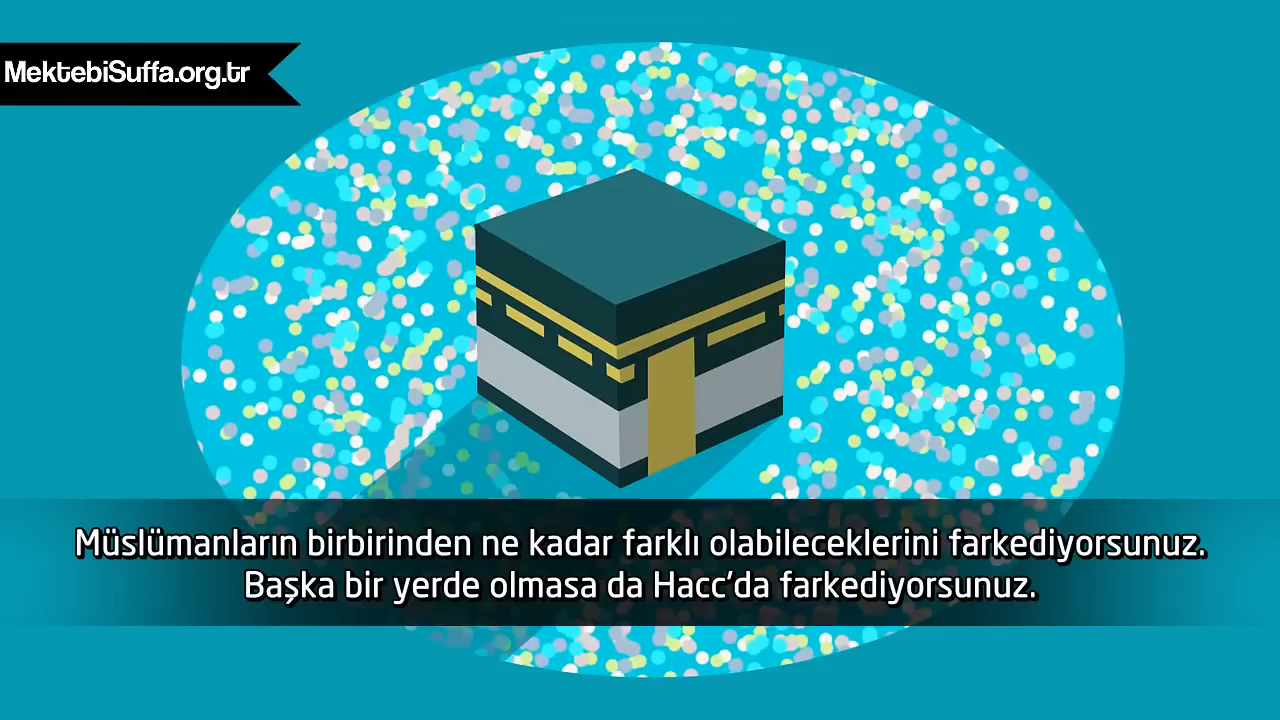 MektebiSuffa.org.tr
Müslümanların birbirinden ne kadar farklı olabileceklerini farkediyorsunuz.
Başka bir yerde olmasa da Hacc'da farkediyorsunuz.